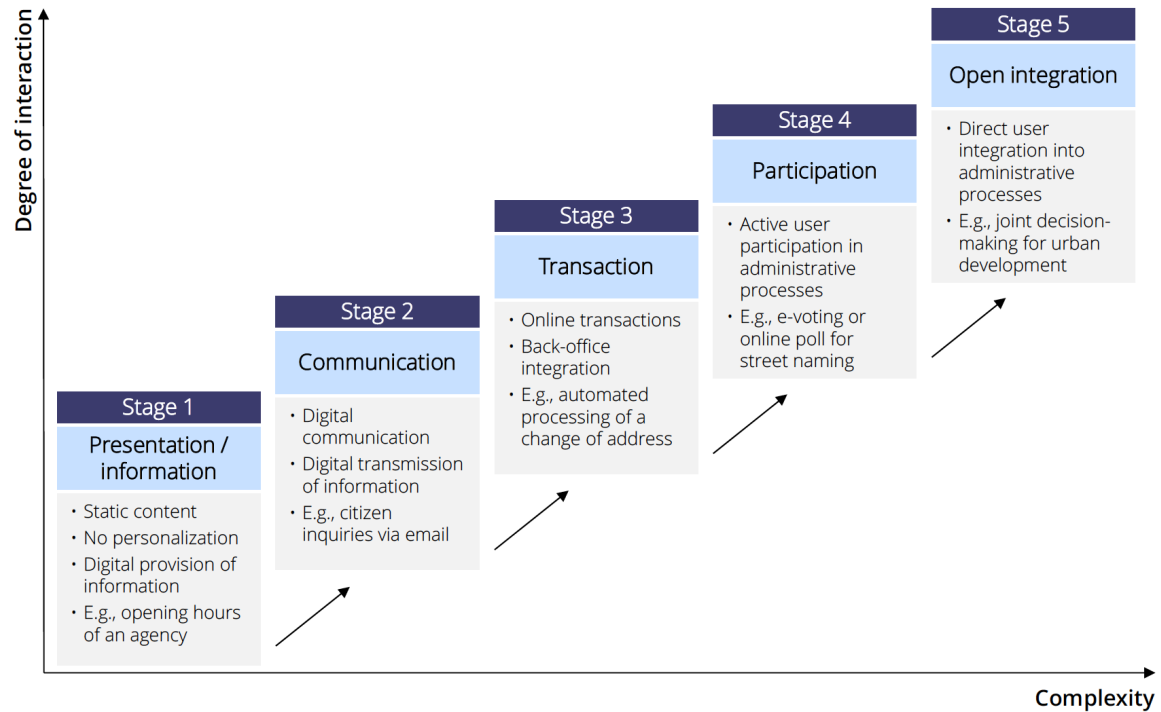 Degree of interaction
Stage 1
Presentation /
information
• Static content
• No personalization
• Digital provision of
information
• E.g., opening hours
of an agency
Stage 2
Communication
• Digital
communication
• Digital transmission
of information
• E.g., citizen
inquiries via email
Stage 3
Transaction
• Online transactions
• Back-office
integration
• E.g., automated
processing of a
change of address
Stage 4
Participation
• Active user
participation in
administrative
processes
• E.g., e-voting or
online poll for
street naming
Stage 5
Open integration
• Direct user
integration into
administrative
processes
• E.g., joint decision-
making for urban
development
Complexity